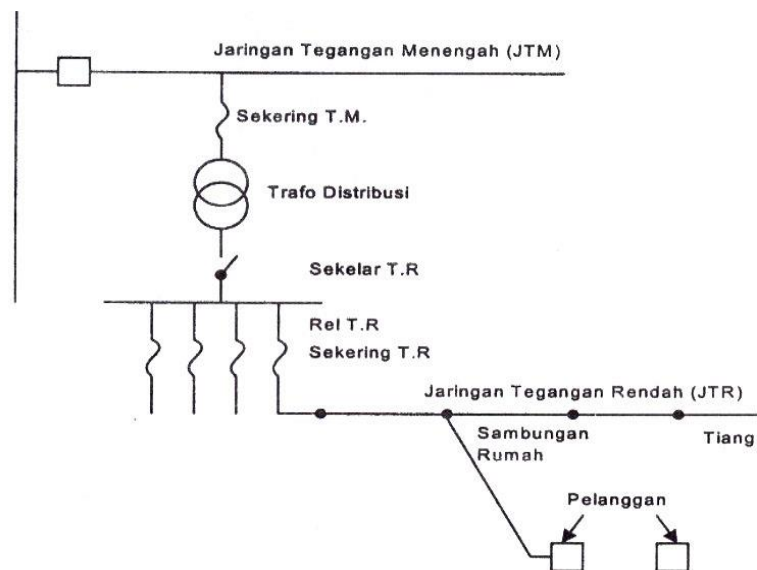 Jaringan Tegangan Menengah (JTM)
Sekering T.M.
Trafo Distribusi
Sekelar T.R
Rel T.R
Sekering T.R
Jaringan Tegangan Rendah (JTR)
Sambungan
Rumah
Tiang
Pelanggan